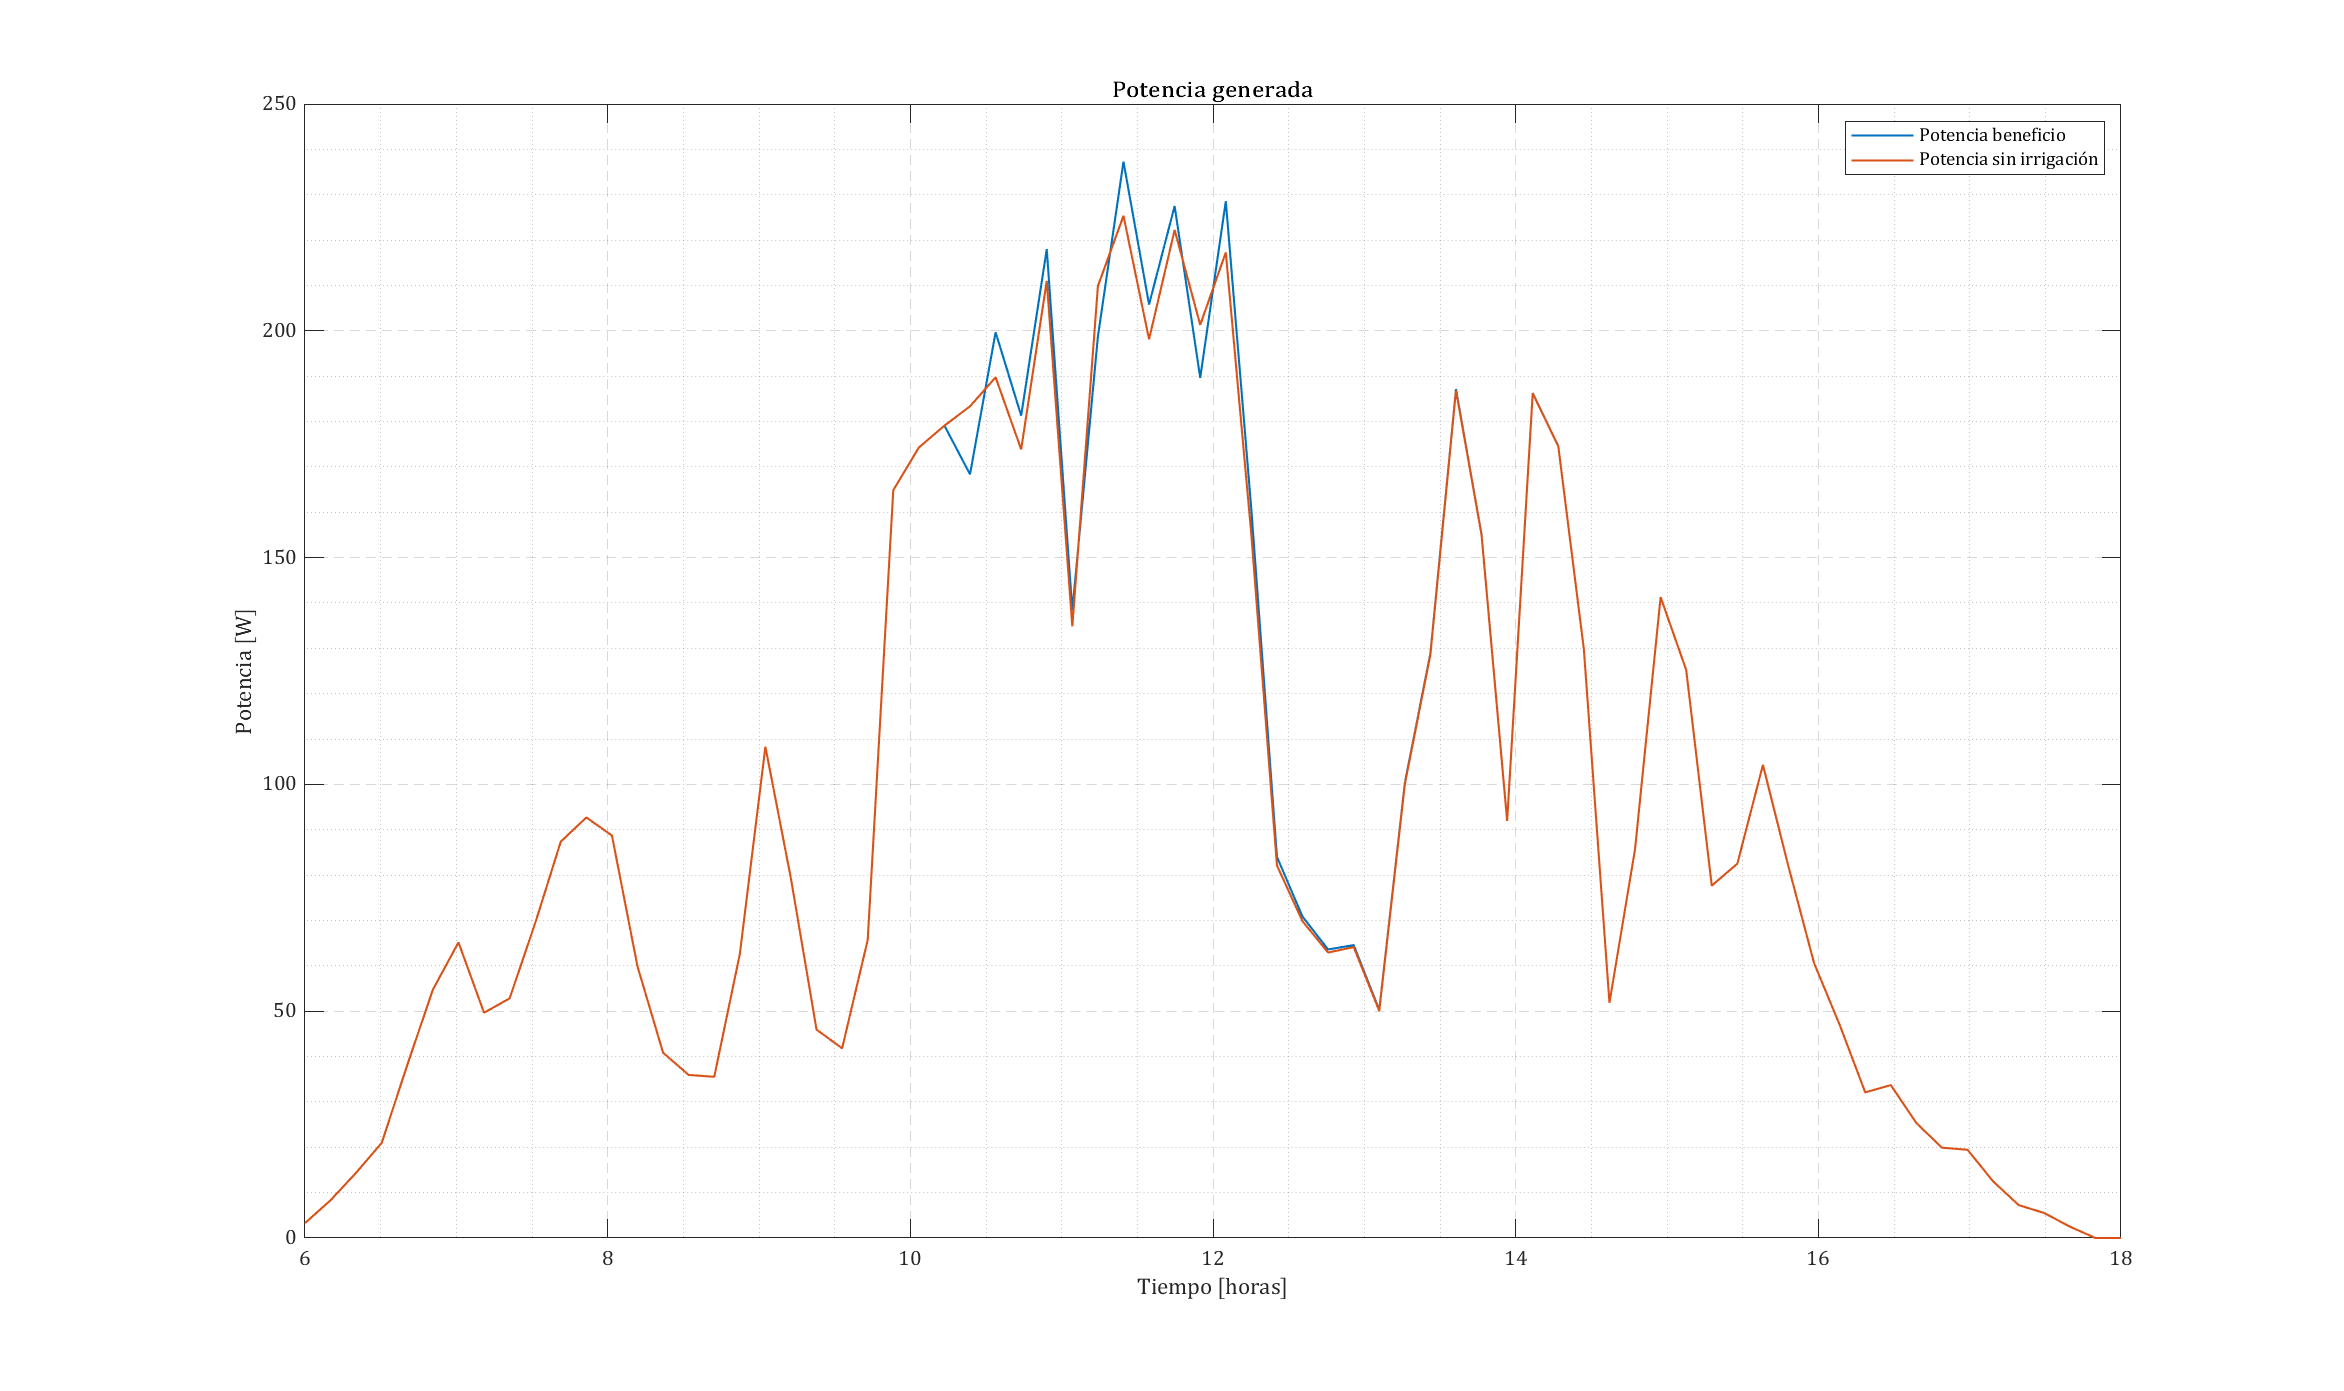 Potencia generada
250
200
150
100
50
0
Potencia [W]
Potencia beneficio
Potencia sin irrigación
6 8 10 12 14 16 18
Tiempo [horas]